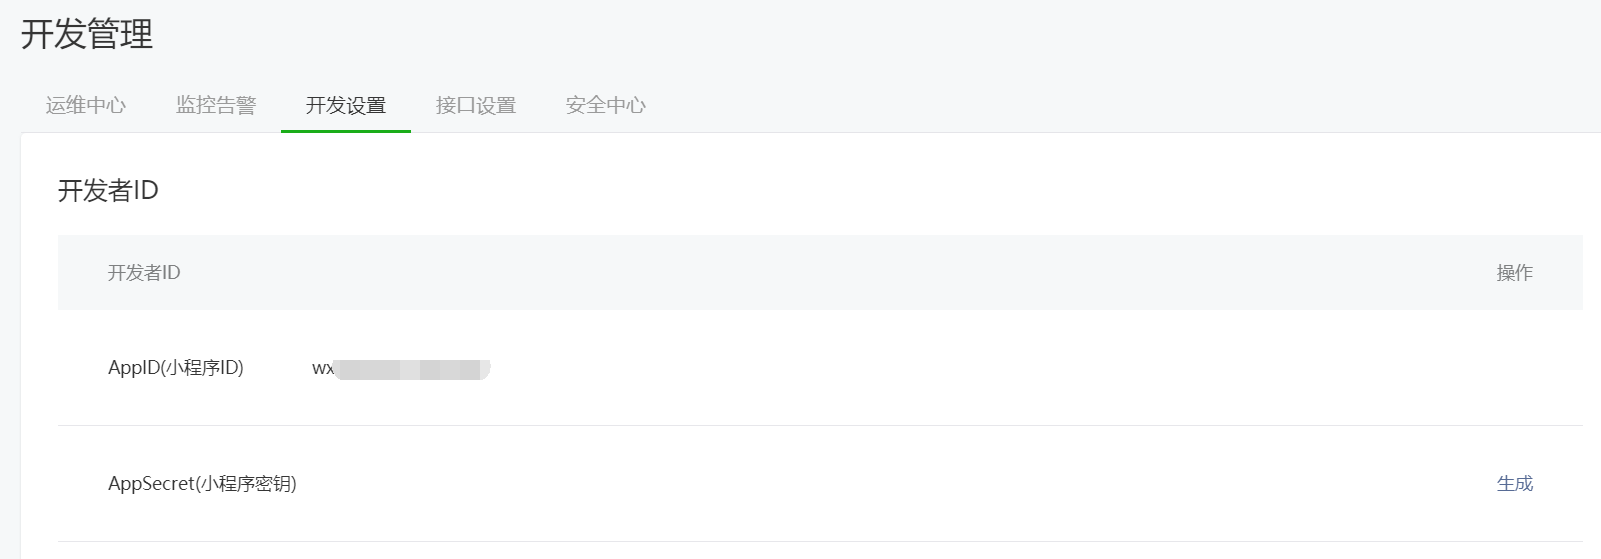 开发管理
运维中心 监控告警 开发设置 接口设置 安全中心
开发者ID
开发者ID 操作
AppID(小程序ID) wx
AppSecret(小程序密钥) 生成